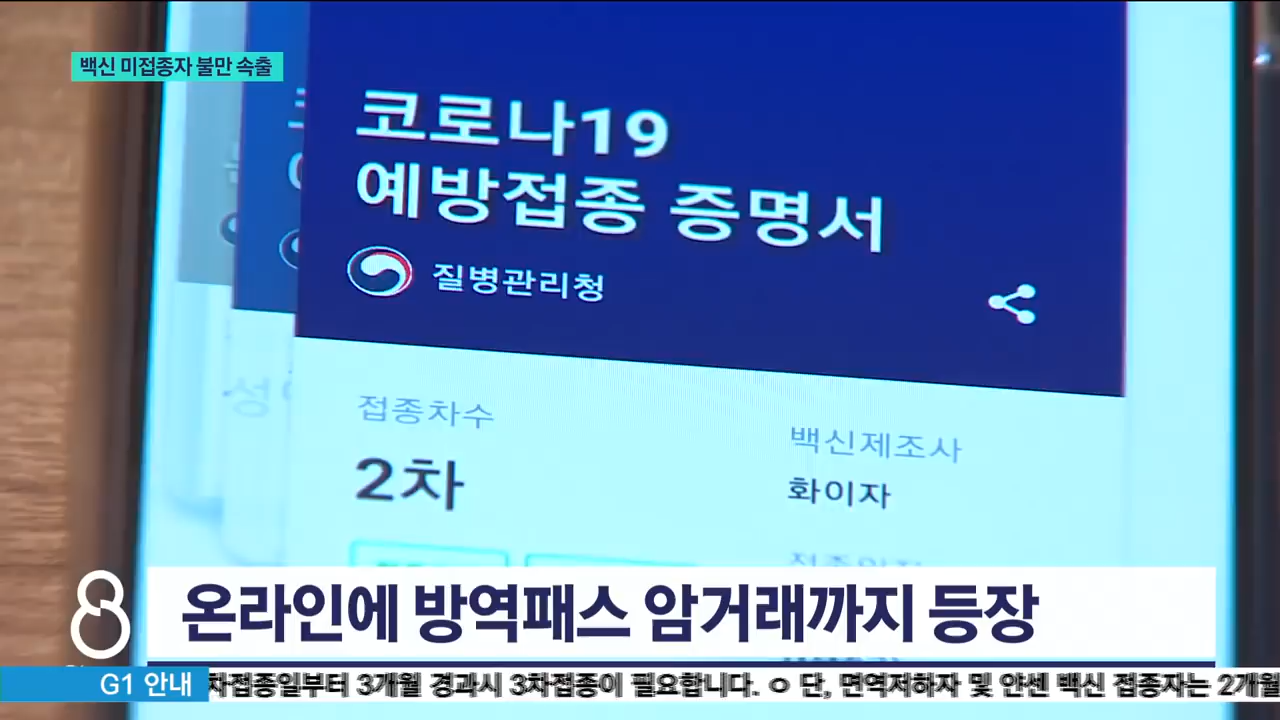 백신 미접종자 불만 속출
코로나19
예방접종 증명서
질병관리청
접종차수
백신제조사
2차
화이자
8
온라인에 방역패스 암거래까지 등장
G1 안내
차접종일부터 3개월 경과시 3차접종이 필요합니다. ㅇ 단, 면역저하자 및 얀센 백신 접종자는 2개월